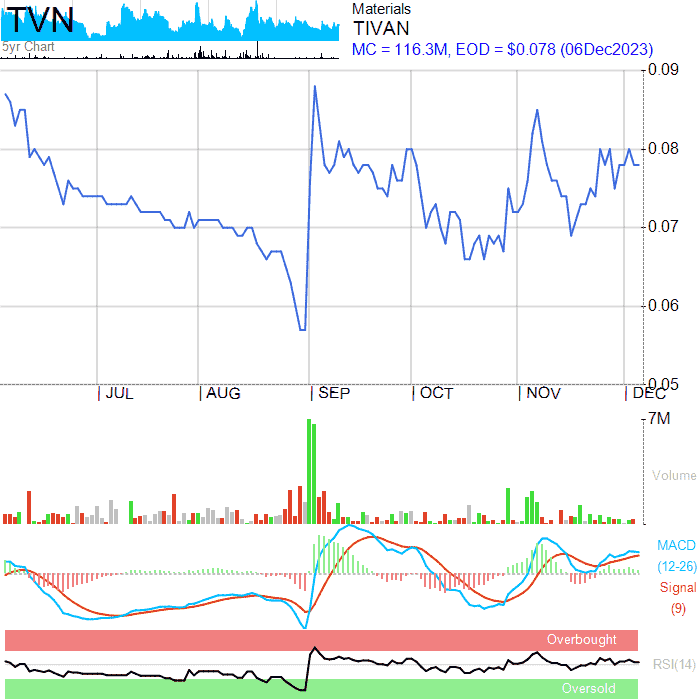 TVN
5yr Chart
Materials
TIVAN
MC = 116.3M, EOD = $0.078 (06Dec2023)
0.09
0.08
0.07
0.06
0.05
JUL AUG SEP OCT NOV DEC
7M
Volume
MACD
(12-26)
Signal
(9)
Overbought
RSI(14)
Oversold